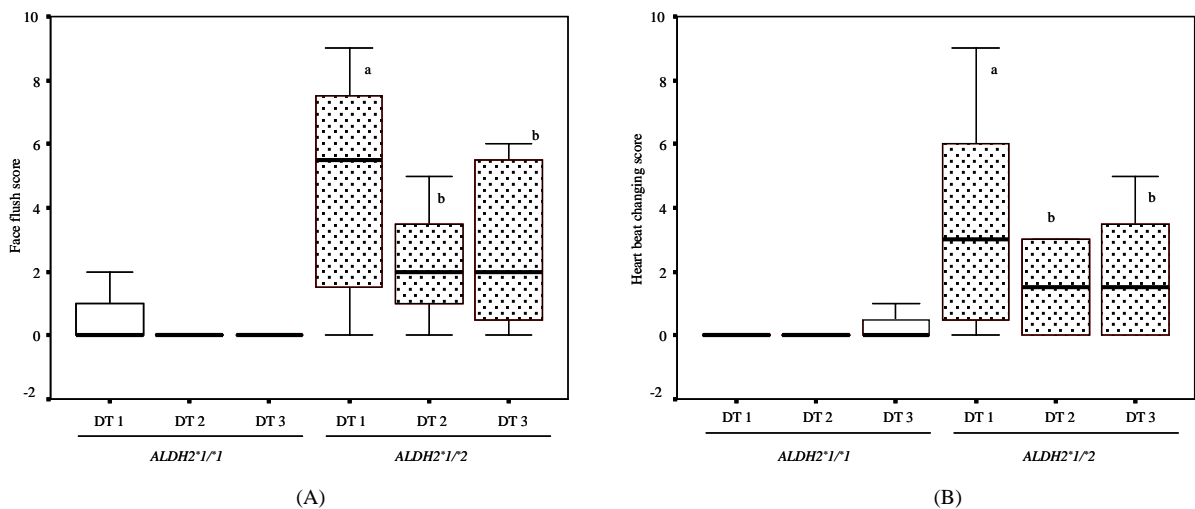 10
8
6
4
2
0
-2
Face flush score
a
b
b
DT 1 DT 2 DT 3 DT 1 DT 2 DT 3
ALDH2*1/*1 ALDH2*1/*2
(A)
10
8
6
4
2
0
-2
Heart beat changing score
a
b
b
DT 1 DT 2 DT 3 DT 1 DT 2 DT 3
ALDH2*1/*1 ALDH2*1/*2
(B)